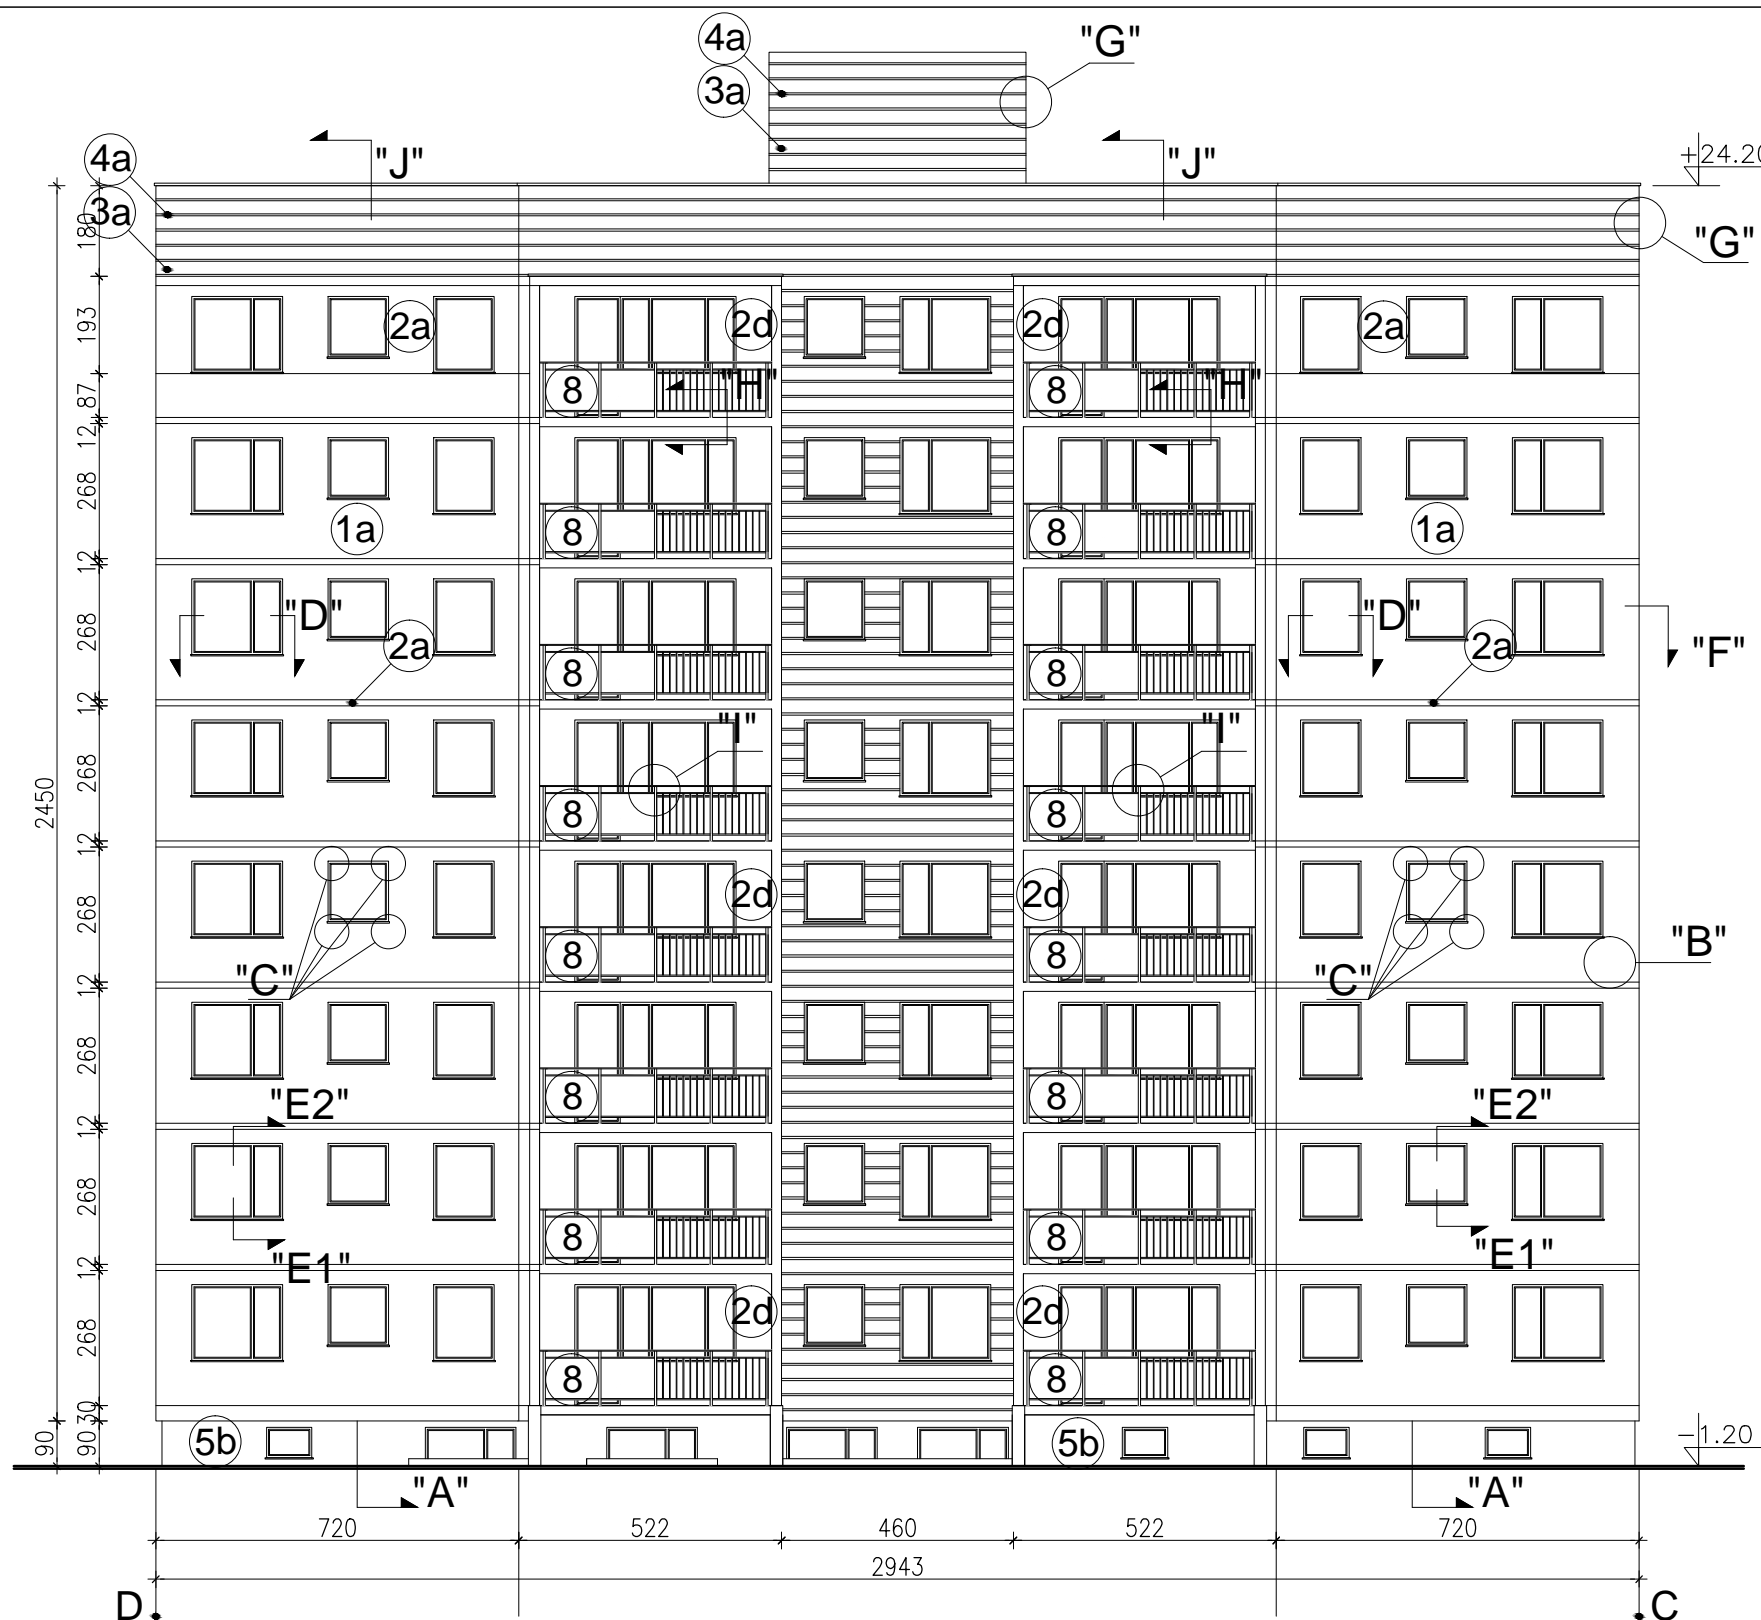 4a
"G"
3a
4a
"J"
"J"
+24.20
3a
"G"
180
193
2a
2d
2d
2a
87
8
"H"
8
"H"
12
268
1a
8
8
1a
12
268
"D"
2a
8
8
"D"
2a
"F"
12
268
"I"
"I"
2450
8
8
12
268
2d
2d
"C"
8
8
"C"
"B"
12
268
"E2"
8
8
"E2"
12
268
"E1"
8
8
"E1"
12
268
2d
2d
8
8
30
90
90
5b
5b
-1.20
"A"
"A"
720
522
460
522
720
2943
D
C